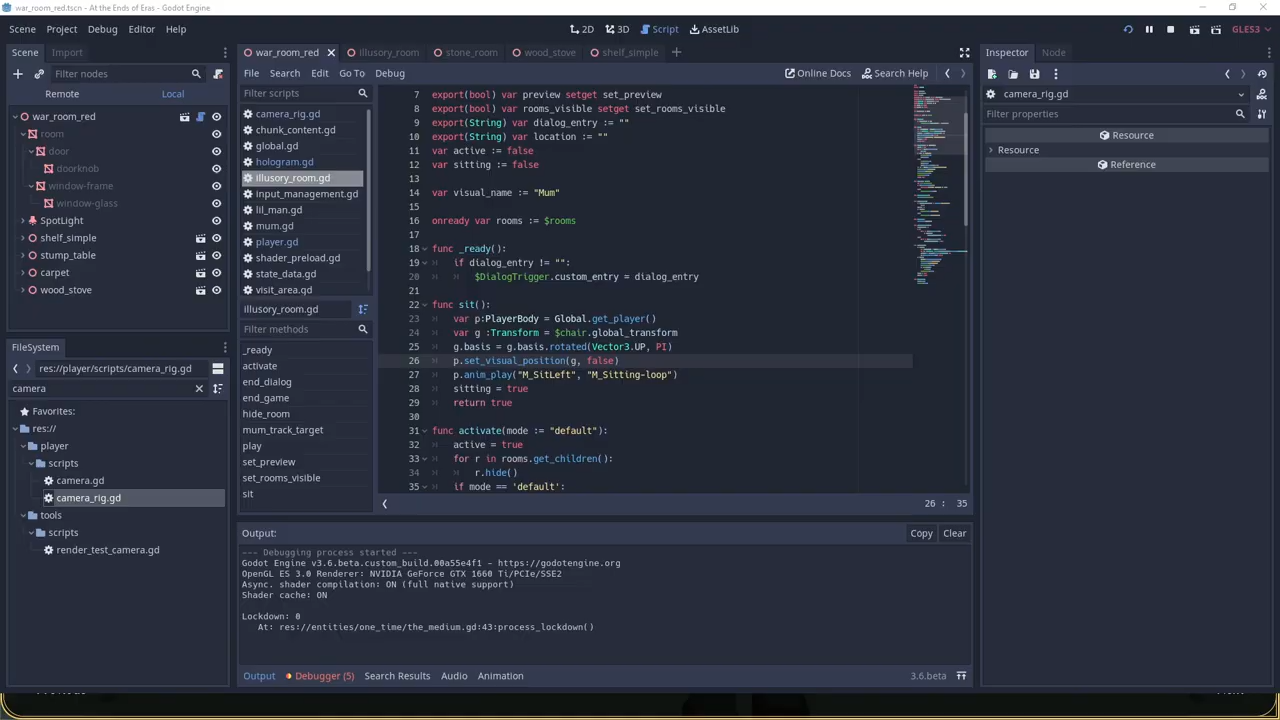 war_room_red.tscn - At the Ends of Eras - Godot Engine
Scene Project Debug Editor Help
2D 3D Script AssetLib
GLES3
Scene Import
Filter nodes
Remote Local
war_room_red
room
door
doorknob
window-frame
window-glass
SpotLight
shelf_simple
stump_table
carpet
wood_stove
FileSystem
res://player/scripts/camera_rig.gd
camera
Favorites:
res://
player
scripts
camera.gd
camera_rig.gd
tools
scripts
render_test_camera.gd
war_room_red illusory_room stone_room wood_stove shelf_simple
File Search Edit Go To Debug
Online Docs Search Help
Filter scripts
camera_rig.gd
chunk_content.gd
global.gd
hologram.gd
illusory_room.gd
input_management.gd
lil_man.gd
mum.gd
player.gd
shader_preload.gd
state_data.gd
visit_area.gd
illusory_room.gd
Filter methods
_ready
activate
end_dialog
end_game
hide_room
mum_track_target
play
set_preview
set_rooms_visible
sit
7 export(bool) var preview setget set_preview
8 export(bool) var rooms_visible setget set_rooms_visible
9 export(String) var dialog_entry := ""
10 export(String) var location := ""
11 var active := false
12 var sitting := false
13
14 var visual_name := "Mum"
15
16 onready var rooms := $rooms
17
18 func _ready():
19 if dialog_entry != "":
20 $DialogTrigger.custom_entry = dialog_entry
21
22 func sit():
23 var p:PlayerBody = Global.get_player()
24 var g :Transform = $chair.global_transform
25 g.basis = g.basis.rotated(Vector3.UP, PI)
26 p.set_visual_position(g, false)
27 p.anim_play("M_SitLeft", "M_Sitting-loop")
28 sitting = true
29 return true
30
31 func activate(mode := "default"):
32 active = true
33 for r in rooms.get_children():
34 r.hide()
35 if mode == 'default':
26 : 35
Output:
Copy Clear
--- Debugging process started ---
Godot Engine v3.6.beta.custom_build.00a55e4f1 - https://godotengine.org
OpenGL ES 3.0 Renderer: NVIDIA GeForce GTX 1660 Ti/PCIe/SSE2
Async. shader compilation: ON (full native support)
Shader cache: ON
Lockdown: 0
At: res://entities/one_time/the_medium.gd:43:process_lockdown()
Output Debugger (5) Search Results Audio Animation
3.6.beta
Inspector Node
camera_rig.gd
Filter properties
Resource
Resource
Reference